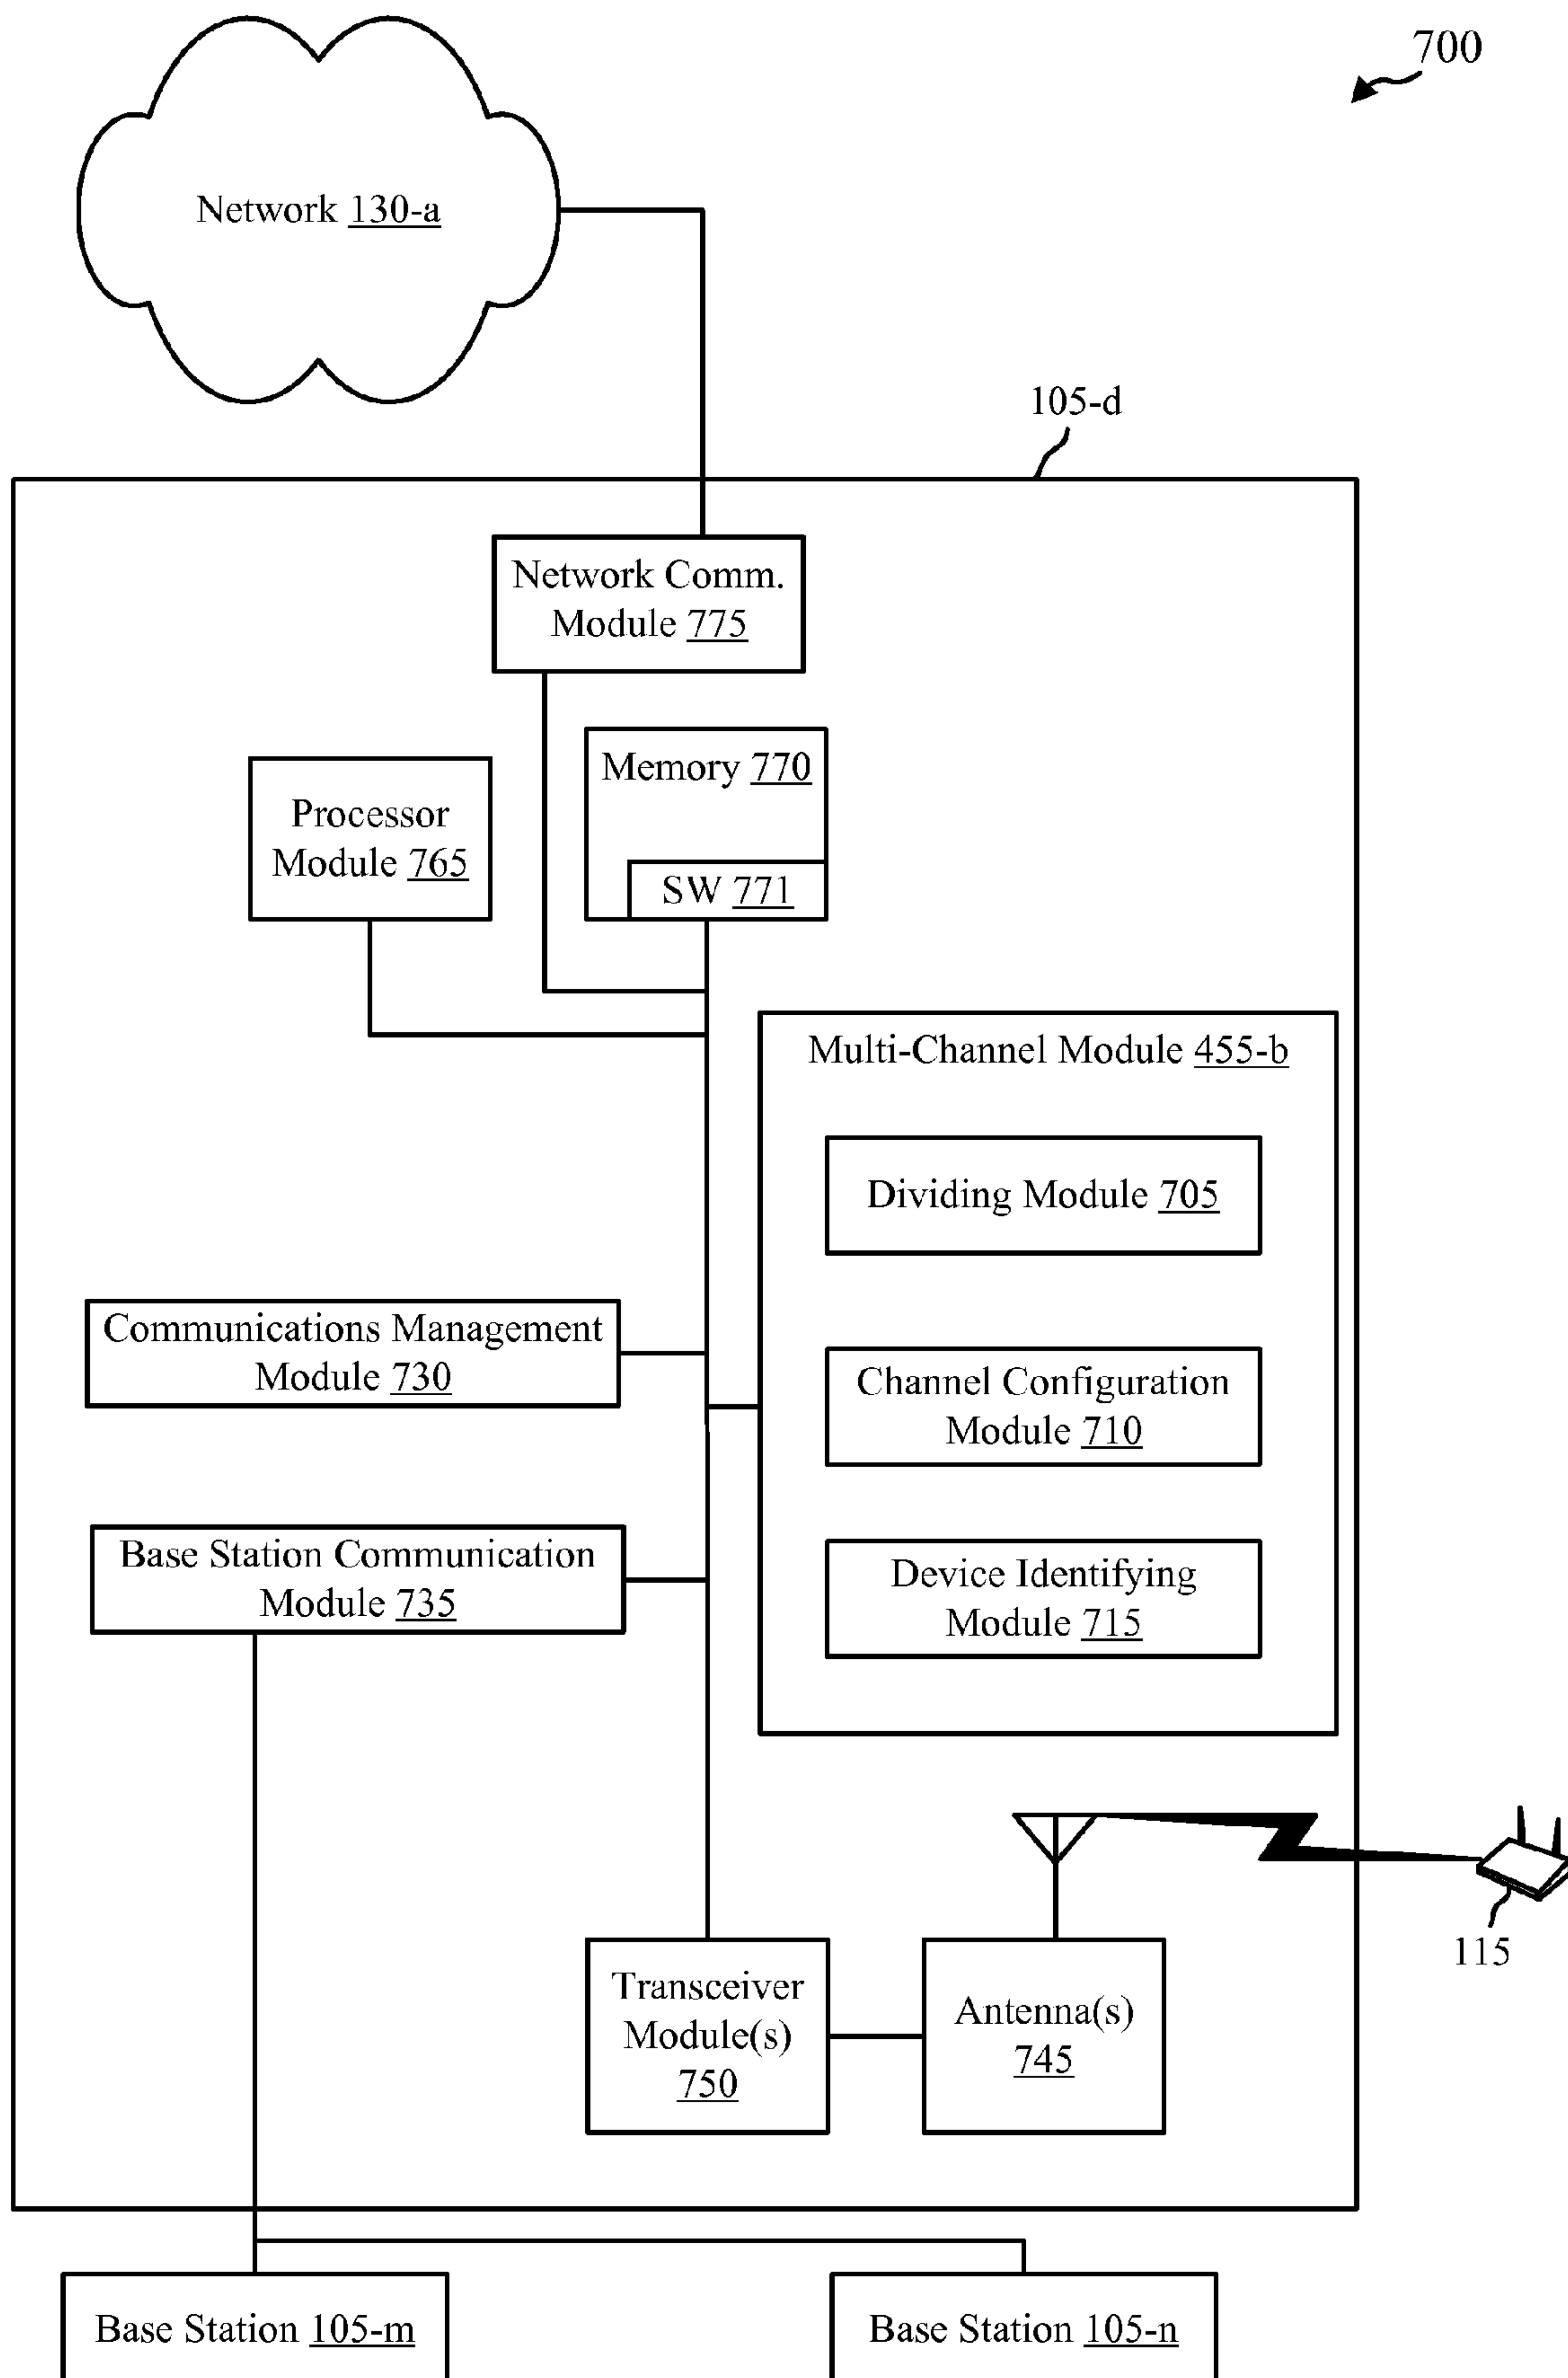 700
Network 130-a
105-d
Network Comm.
Module 775
Memory 770
Processor
Module 765
SW 771
Multi-Channel Module 455-b
Dividing Module 705
Communications Management
Module 730
Channel Configuration
Module 710
Base Station Communication
Module 735
Device Identifying
Module 715
115
Transceiver
Module(s)
750
Antenna(s)
745
Base Station 105-m
Base Station 105-n